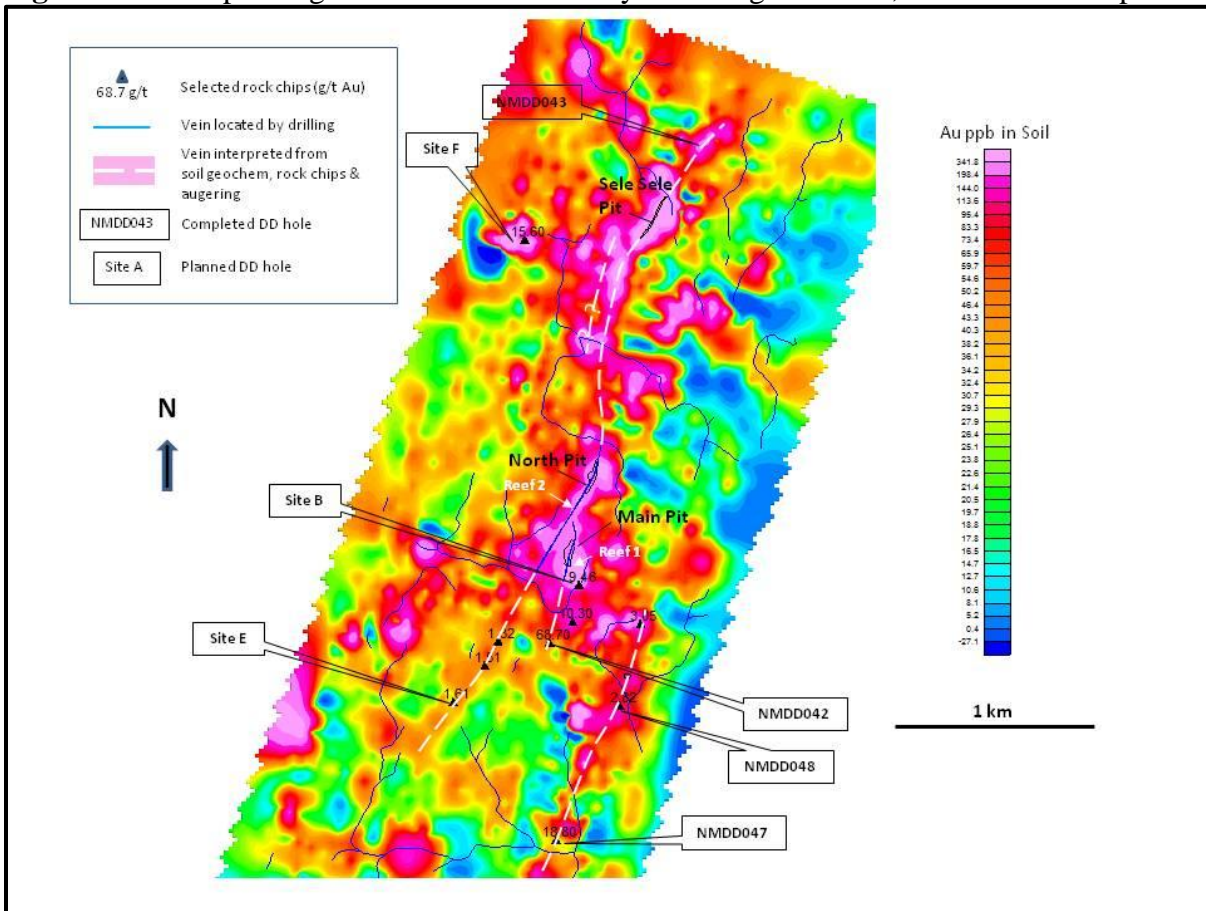 68.7 g/t
Selected rock chips (g/t Au)
Vein located by drilling
Vein interpreted from
soil geochem, rock chips &
augering
NMDD043
Completed DD hole
Site A
Planned DD hole
NMDD043
Site F
Sele Sele
Pit
15.60
N
North Pit
Reef 2
Site B
Main Pit
Reef 1
9.46
10.30
3.05
1.32
68.70
Site E
1.61
NMDD042
NMDD048
18.80
NMDD047
Au ppb in Soil
341.8
198.4
144.0
113.6
95.4
83.3
73.4
65.9
59.7
54.6
50.2
46.4
43.3
40.3
38.2
36.1
34.2
32.4
30.7
29.3
27.9
26.4
25.1
23.8
22.6
21.4
20.5
19.7
18.8
17.7
16.5
14.7
12.7
10.6
8.1
5.2
0.4
-27.1
1 km